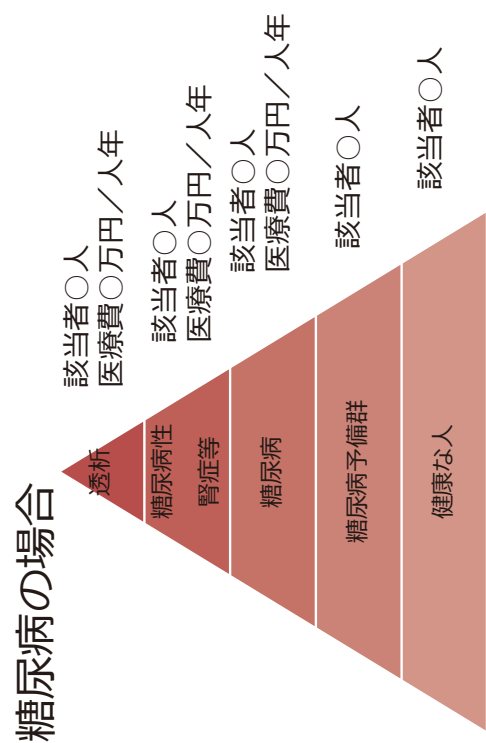 糖尿病の場合
透析
該当者○人
医療費○万円／人年
糖尿病性
腎症等
該当者○人
医療費○万円／人年
糖尿病
該当者○人
医療費○万円／人年
糖尿病予備群
該当者○人
健康な人
該当者○人